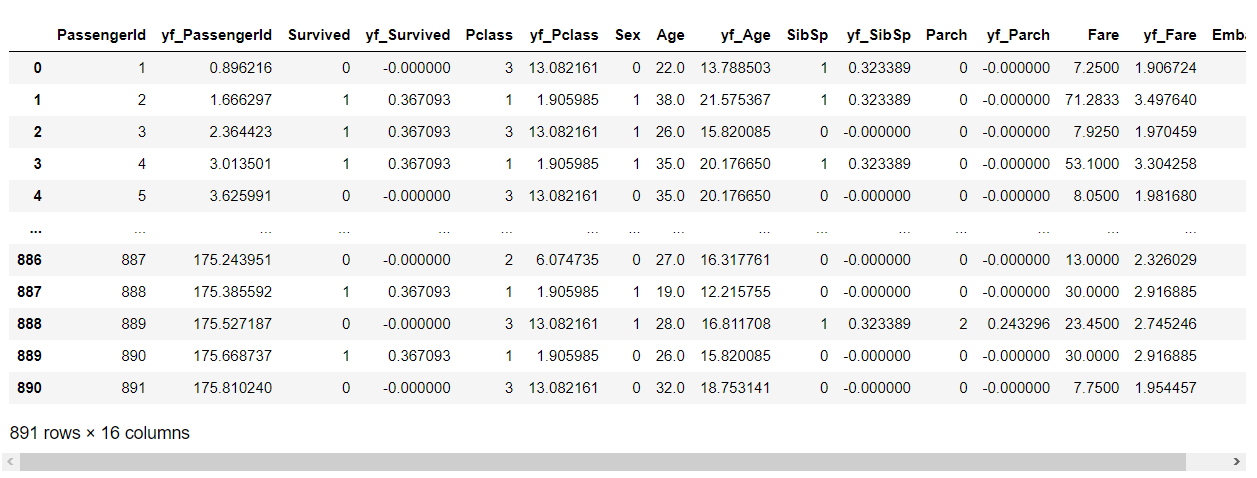 PassengerId yf_PassengerId Survived yf_Survived Pclass yf_Pclass Sex Age yf_Age SibSp yf_SibSp Parch yf_Parch Fare yf_Fare Emb
0 1 0.896216 0 -0.000000 3 13.082161 0 22.0 13.788503 1 0.323389 0 -0.000000 7.2500 1.906724
1 2 1.666297 1 0.367093 1 1.905985 1 38.0 21.575367 1 0.323389 0 -0.000000 71.2833 3.497640
2 3 2.364423 1 0.367093 3 13.082161 1 26.0 15.820085 0 -0.000000 0 -0.000000 7.9250 1.970459
3 4 3.013501 1 0.367093 1 1.905985 1 35.0 20.176650 1 0.323389 0 -0.000000 53.1000 3.304258
4 5 3.625991 0 -0.000000 3 13.082161 0 35.0 20.176650 0 -0.000000 0 -0.000000 8.0500 1.981680
... ... ... ... ... ... ... ... ... ... ... ... ... ... ... ...
886 887 175.243951 0 -0.000000 2 6.074735 0 27.0 16.317761 0 -0.000000 0 -0.000000 13.0000 2.326029
887 888 175.385592 1 0.367093 1 1.905985 1 19.0 12.215755 0 -0.000000 0 -0.000000 30.0000 2.916885
888 889 175.527187 0 -0.000000 3 13.082161 1 28.0 16.811708 1 0.323389 2 0.243296 23.4500 2.745246
889 890 175.668737 1 0.367093 1 1.905985 0 26.0 15.820085 0 -0.000000 0 -0.000000 30.0000 2.916885
890 891 175.810240 0 -0.000000 3 13.082161 0 32.0 18.753141 0 -0.000000 0 -0.000000 7.7500 1.954457
891 rows × 16 columns